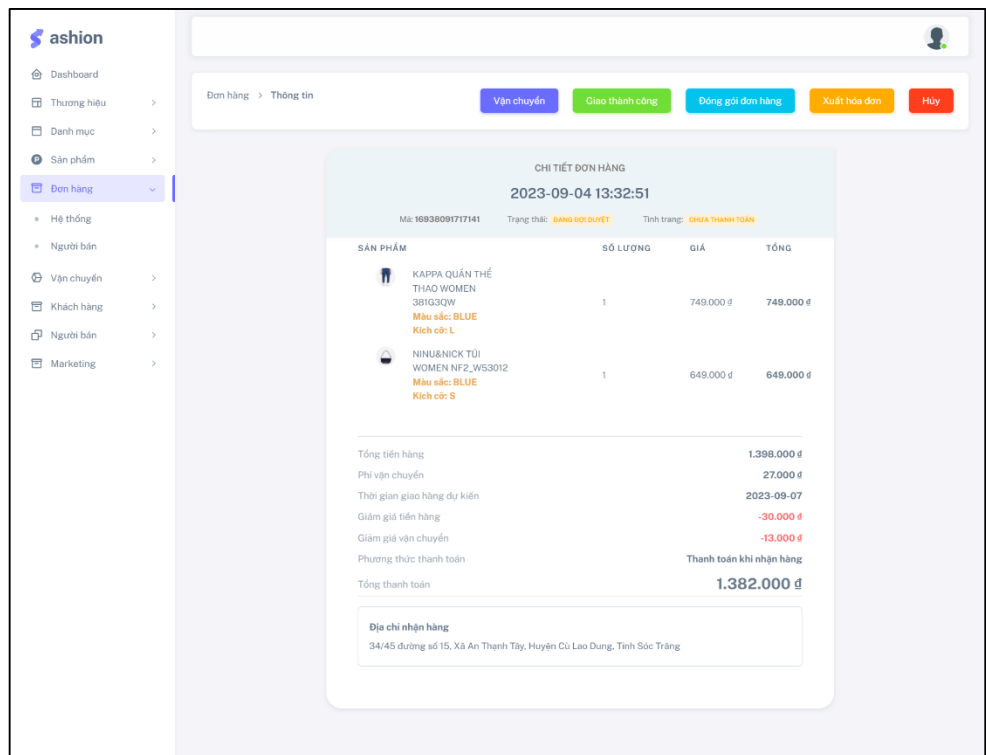 ashion
Dashboard
Thương hiệu
Danh mục
Sản phẩm
Đơn hàng
Hệ thống
Người bán
Vận chuyển
Khách hàng
Người bán
Marketing
Đơn hàng > Thông tin
Vận chuyển
Giao thành công
Đóng gói đơn hàng
Xuất hóa đơn
Hủy
CHI TIẾT ĐƠN HÀNG
2023-09-04 13:32:51
Mã: 16938091717141 Trạng thái: ĐANG ĐỢI DUYỆT Tình trang: CHƯA THANH TOÁN
SẢN PHẨM SỐ LƯỢNG GIÁ TỔNG
KAPPA QUẦN THỂ
THAO WOMEN
381G3QW 1 749.000 ₫ 749.000 ₫
Màu sắc: BLUE
Kích cỡ: L
NINU&NICK TÚI
WOMEN NF2_W53012
1 649.000 ₫ 649.000 ₫
Màu sắc: BLUE
Kích cỡ: S
Tổng tiền hàng 1.398.000 ₫
Phí vận chuyển 27.000 ₫
Thời gian giao hàng dự kiến 2023-09-07
Giảm giá tiền hàng -30.000 ₫
Giảm giá vận chuyển -13.000 ₫
Phương thức thanh toán Thanh toán khi nhận hàng
Tổng thanh toán 1.382.000 ₫
Địa chỉ nhận hàng
34/45 đường số 15, Xã An Thạnh Tây, Huyện Cù Lao Dung, Tỉnh Sóc Trăng